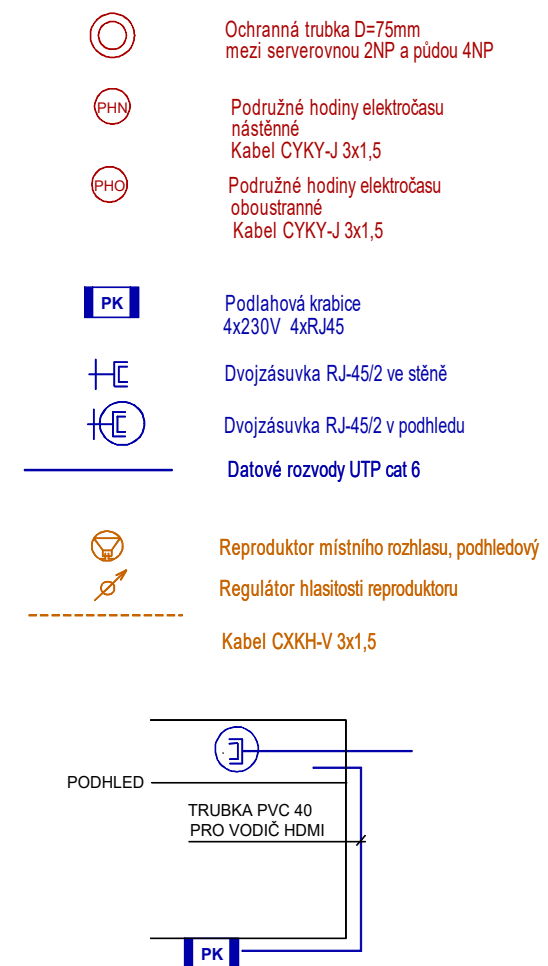 Ochranná trubka D=75mm
mezi serverovnou 2NP a půdou 4NP
PHN
Podružné hodiny elektročasu
nástěnné
Kabel CYKY-J 3x1,5
PHO
Podružné hodiny elektročasu
oboustranné
Kabel CYKY-J 3x1,5
PK
Podlahová krabice
4x230V 4xRJ45
Dvojzásuvka RJ-45/2 ve stěně
Dvojzásuvka RJ-45/2 v podhledu
Datové rozvody UTP cat 6
Reproduktor místního rozhlasu, podhledový
Regulátor hlasitosti reproduktoru
Kabel CXKH-V 3x1,5
PODHLED
TRUBKA PVC 40
PRO VODIČ HDMI
PK